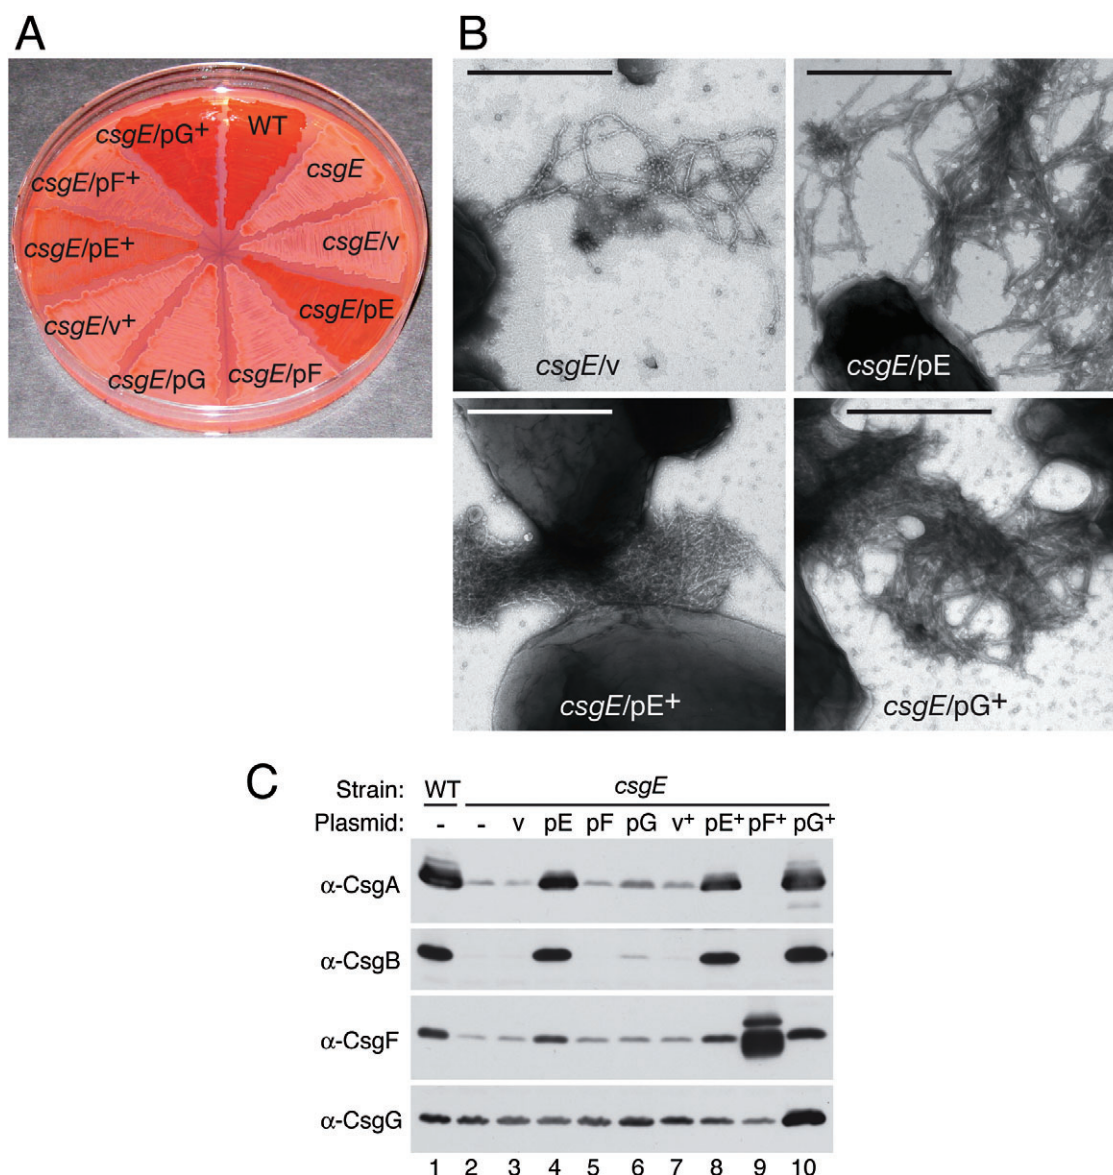 A
csgE/pG+
WT
csgE/pF+
csgE
csgE/pE+
csgE/v
csgE/v+
csgE/pE
csgE/pG
csgE/pF
B
csgE/v
csgE/pE
csgE/pE+
csgE/pG+
C
Strain: WT csgE
Plasmid: - - v pE pF pG v+ pE+ pF+ pG+
α-CsgA
α-CsgB
α-CsgF
α-CsgG
1 2 3 4 5 6 7 8 9 10